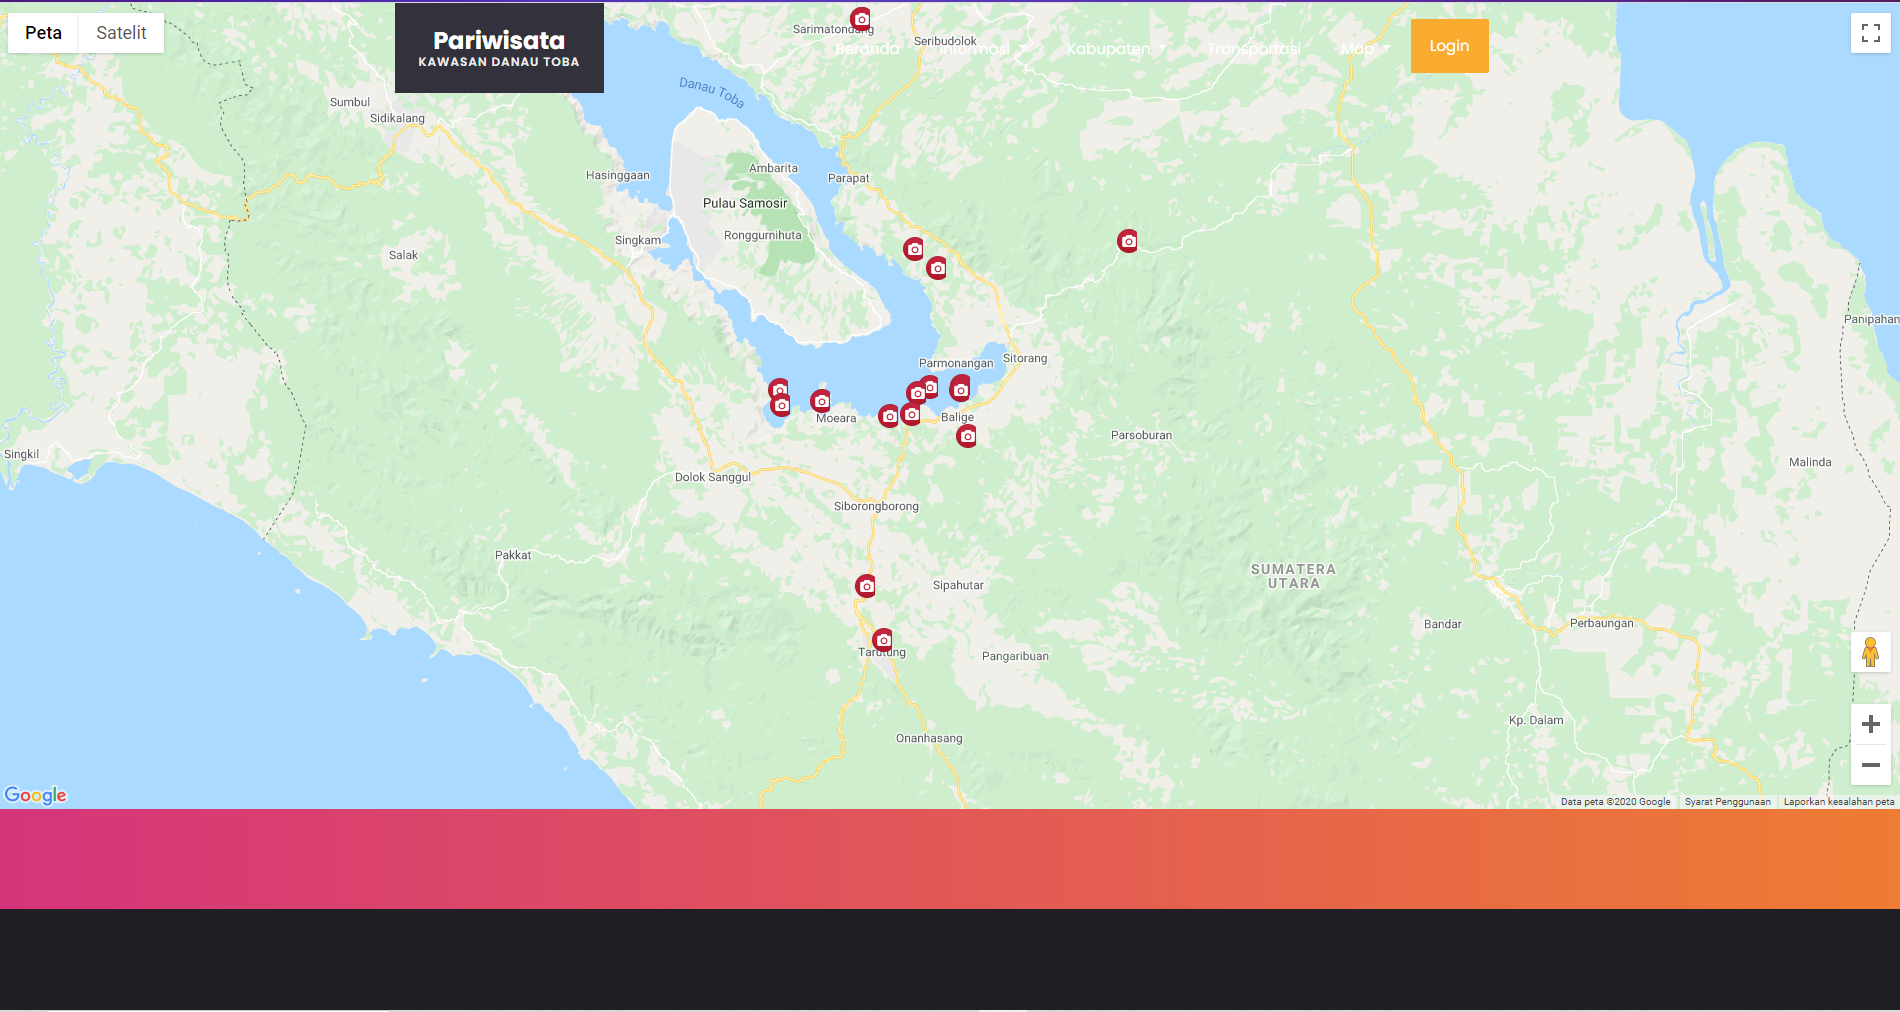 Peta
Satelit
Pariwisata
KAWASAN DANAU TOBA
Beranda
Informasi
Kabupaten
Transportasi
Map
Login
Sarimatondang
Seribudolok
Danau Toba
Sumbul
Sidikalang
Hasinggaan
Ambarita
Parapat
Pulau Samosir
Ronggurnihuta
Singkam
Salak
Panipahan
Parmonangan
Sitorang
Moeara
Balige
Parsoburan
Singkil
Malinda
Dolok Sanggul
Siborongborong
Pakkat
SUMATERA
UTARA
Sipahutar
Bandar
Perbaungan
Tarutung
Pangaribuan
Kp. Dalam
Onanhasang
Google
Data peta ©2020 Google
Syarat Penggunaan
Laporkan kesalahan peta